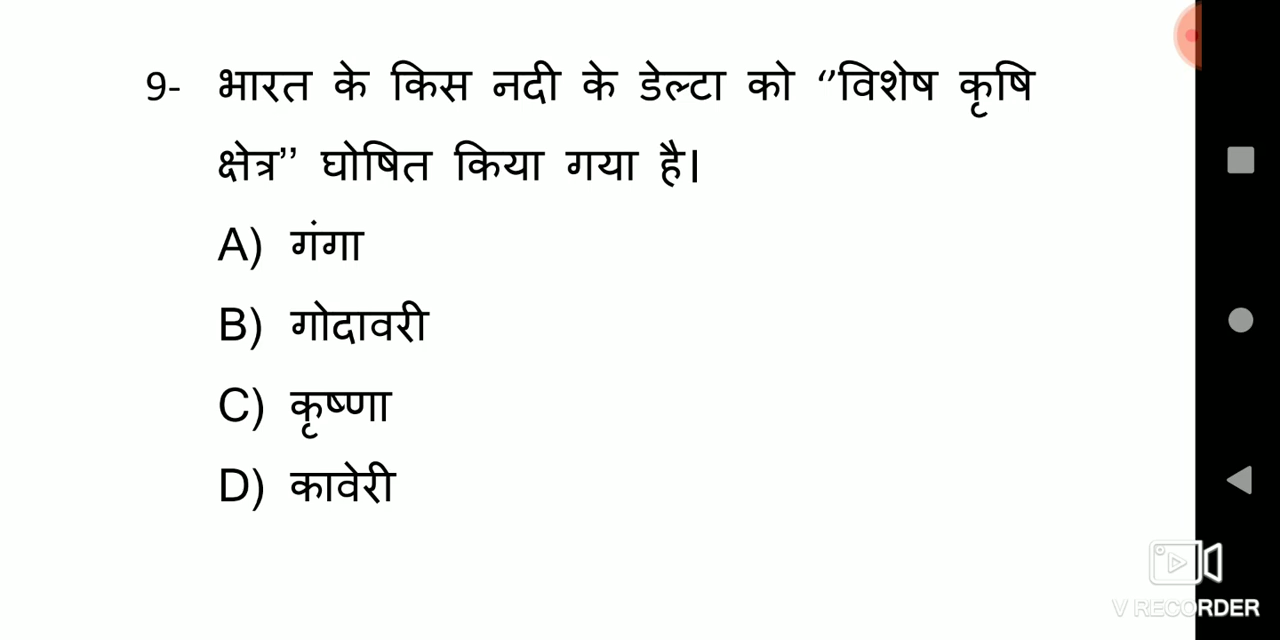 9- भारत के किस नदी के डेल्टा को ‘’विशेष कृषि
क्षेत्र’’ घोषित किया गया है।
A) गंगा
B) गोदावरी
C) कृष्णा
D) कावेरी
V RECORDER